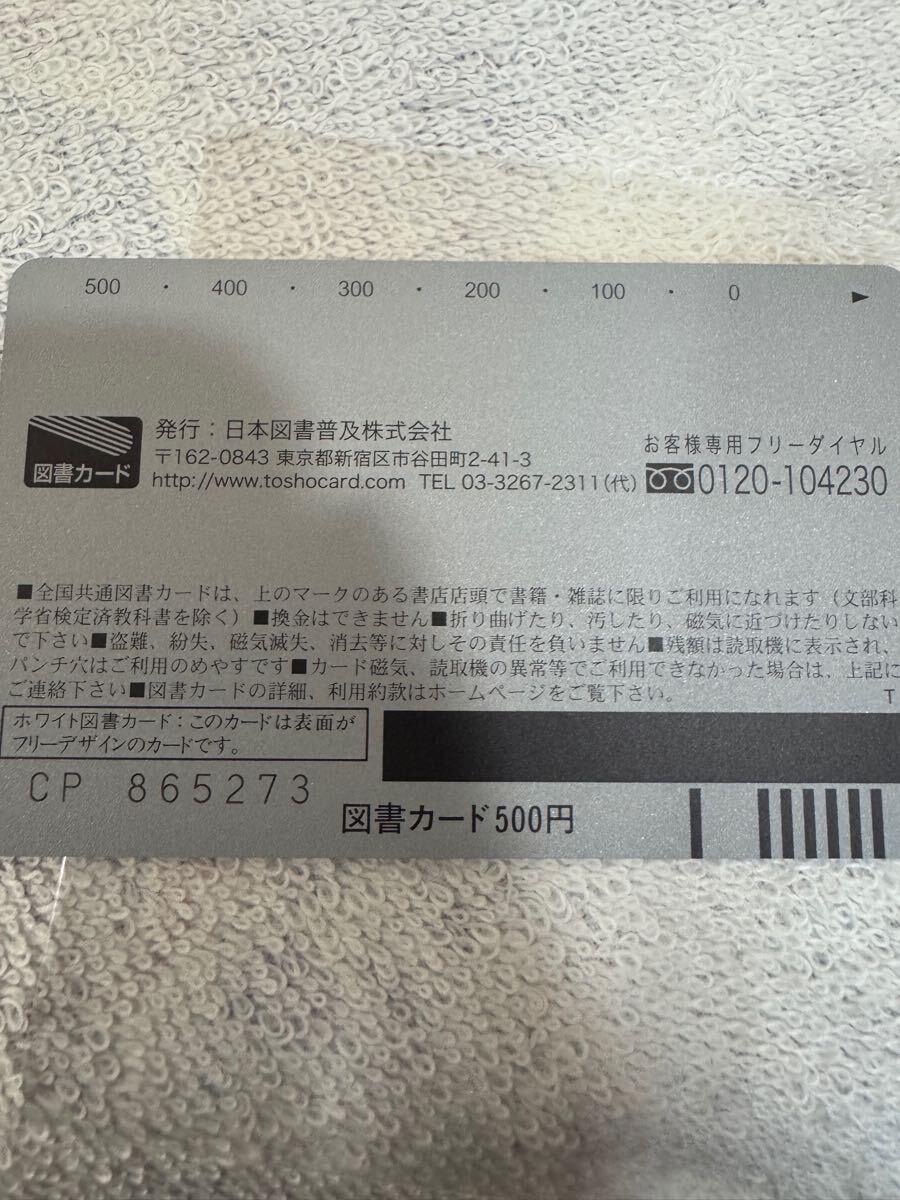 500 ・ 400 ・ 300 ・ 200 ・ 100 ・ 0 ▶
図書カード
発行：日本図書普及株式会社
〒162-0843 東京都新宿区市谷田町2-41-3
http://www.toshocard.com TEL 03-3267-2311(代)
お客様専用フリーダイヤル
0120-104230
■全国共通図書カードは、上のマークのある書店店頭で書籍・雑誌に限りご利用になれます（文部科
学省検定済教科書を除く）■換金はできません■折り曲げたり、汚したり、磁気に近づけたりしない
で下さい■盗難、紛失、磁気滅失、消去等に対しその責任を負いません■残額は読取機に表示され、
パンチ穴はご利用のめやすです■カード磁気、読取機の異常等でご利用できなかった場合は、上記に
ご連絡下さい■図書カードの詳細、利用約款はホームページをご覧下さい。
T
ホワイト図書カード：このカードは表面が
フリーデザインのカードです。
CP 865273
図書カード500円